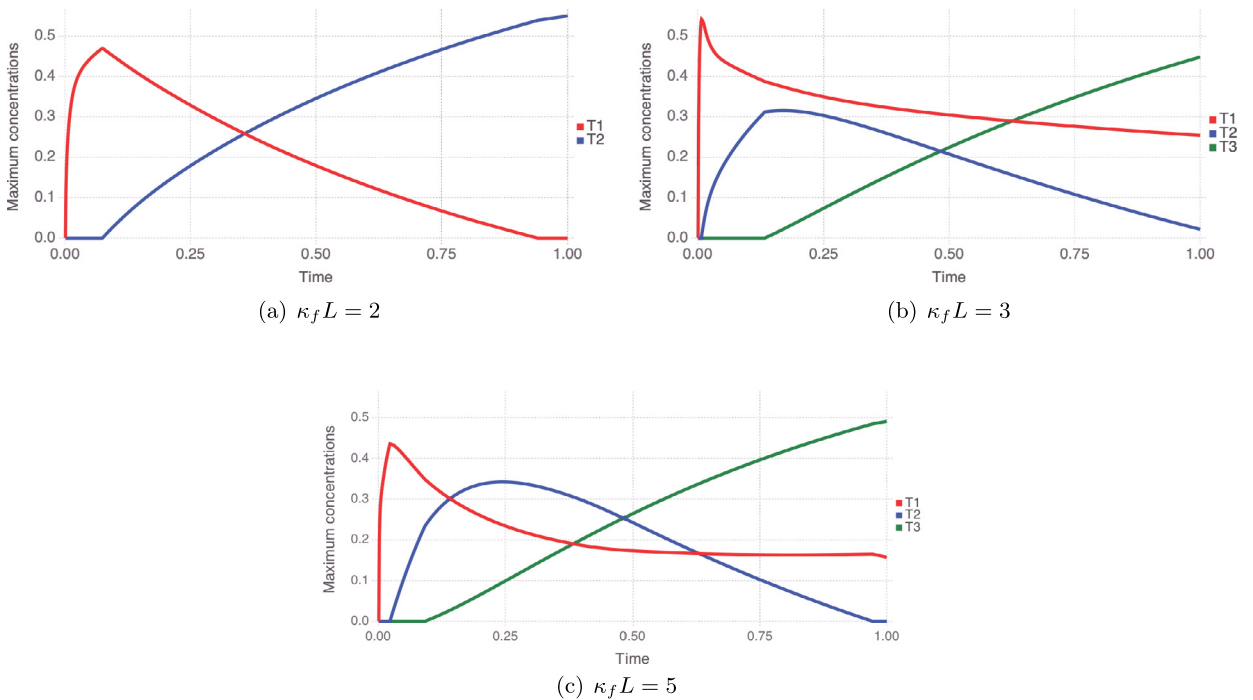 Maximum concentrations
0.5
0.4
0.3
0.2
0.1
0.0
0.00 0.25 0.50 0.75 1.00
Time
T1
T2
(a) κ_f L = 2
Maximum concentrations
0.5
0.4
0.3
0.2
0.1
0.0
0.00 0.25 0.50 0.75 1.00
Time
T1
T2
T3
(b) κ_f L = 3
Maximum concentrations
0.5
0.4
0.3
0.2
0.1
0.0
0.00 0.25 0.50 0.75 1.00
Time
T1
T2
T3
(c) κ_f L = 5